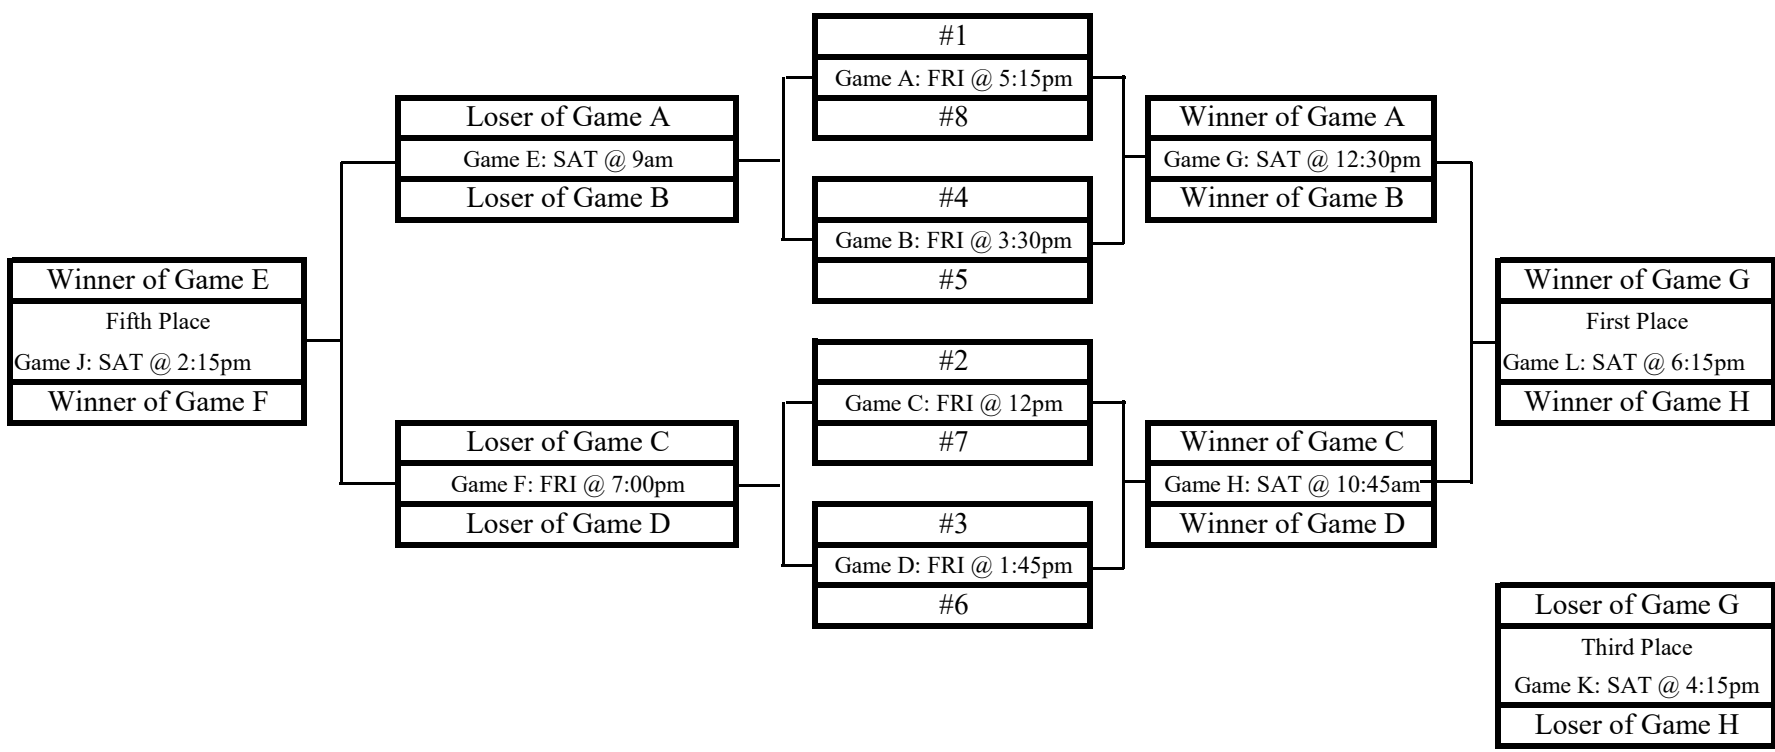 #1
Game A: FRI @ 5:15pm
#8
Loser of Game A
Game E: SAT @ 9am
Loser of Game B
Winner of Game A
Game G: SAT @ 12:30pm
Winner of Game B
#4
Game B: FRI @ 3:30pm
#5
Winner of Game E
Fifth Place
Game J: SAT @ 2:15pm
Winner of Game F
Winner of Game G
First Place
Game L: SAT @ 6:15pm
Winner of Game H
#2
Game C: FRI @ 12pm
#7
Loser of Game C
Game F: FRI @ 7:00pm
Loser of Game D
Winner of Game C
Game H: SAT @ 10:45am
Winner of Game D
#3
Game D: FRI @ 1:45pm
#6
Loser of Game G
Third Place
Game K: SAT @ 4:15pm
Loser of Game H